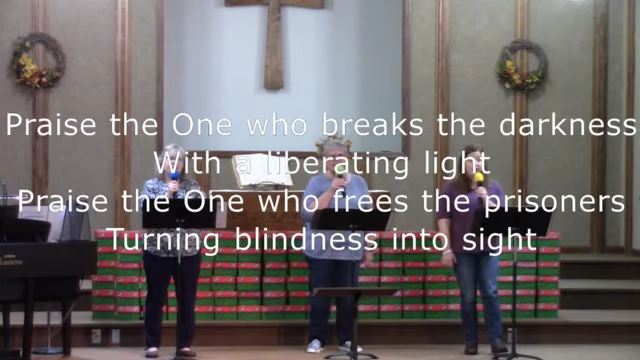 Praise the One who breaks the darkness
With a liberating light
Praise the One who frees the prisoners
Turning blindness into sight